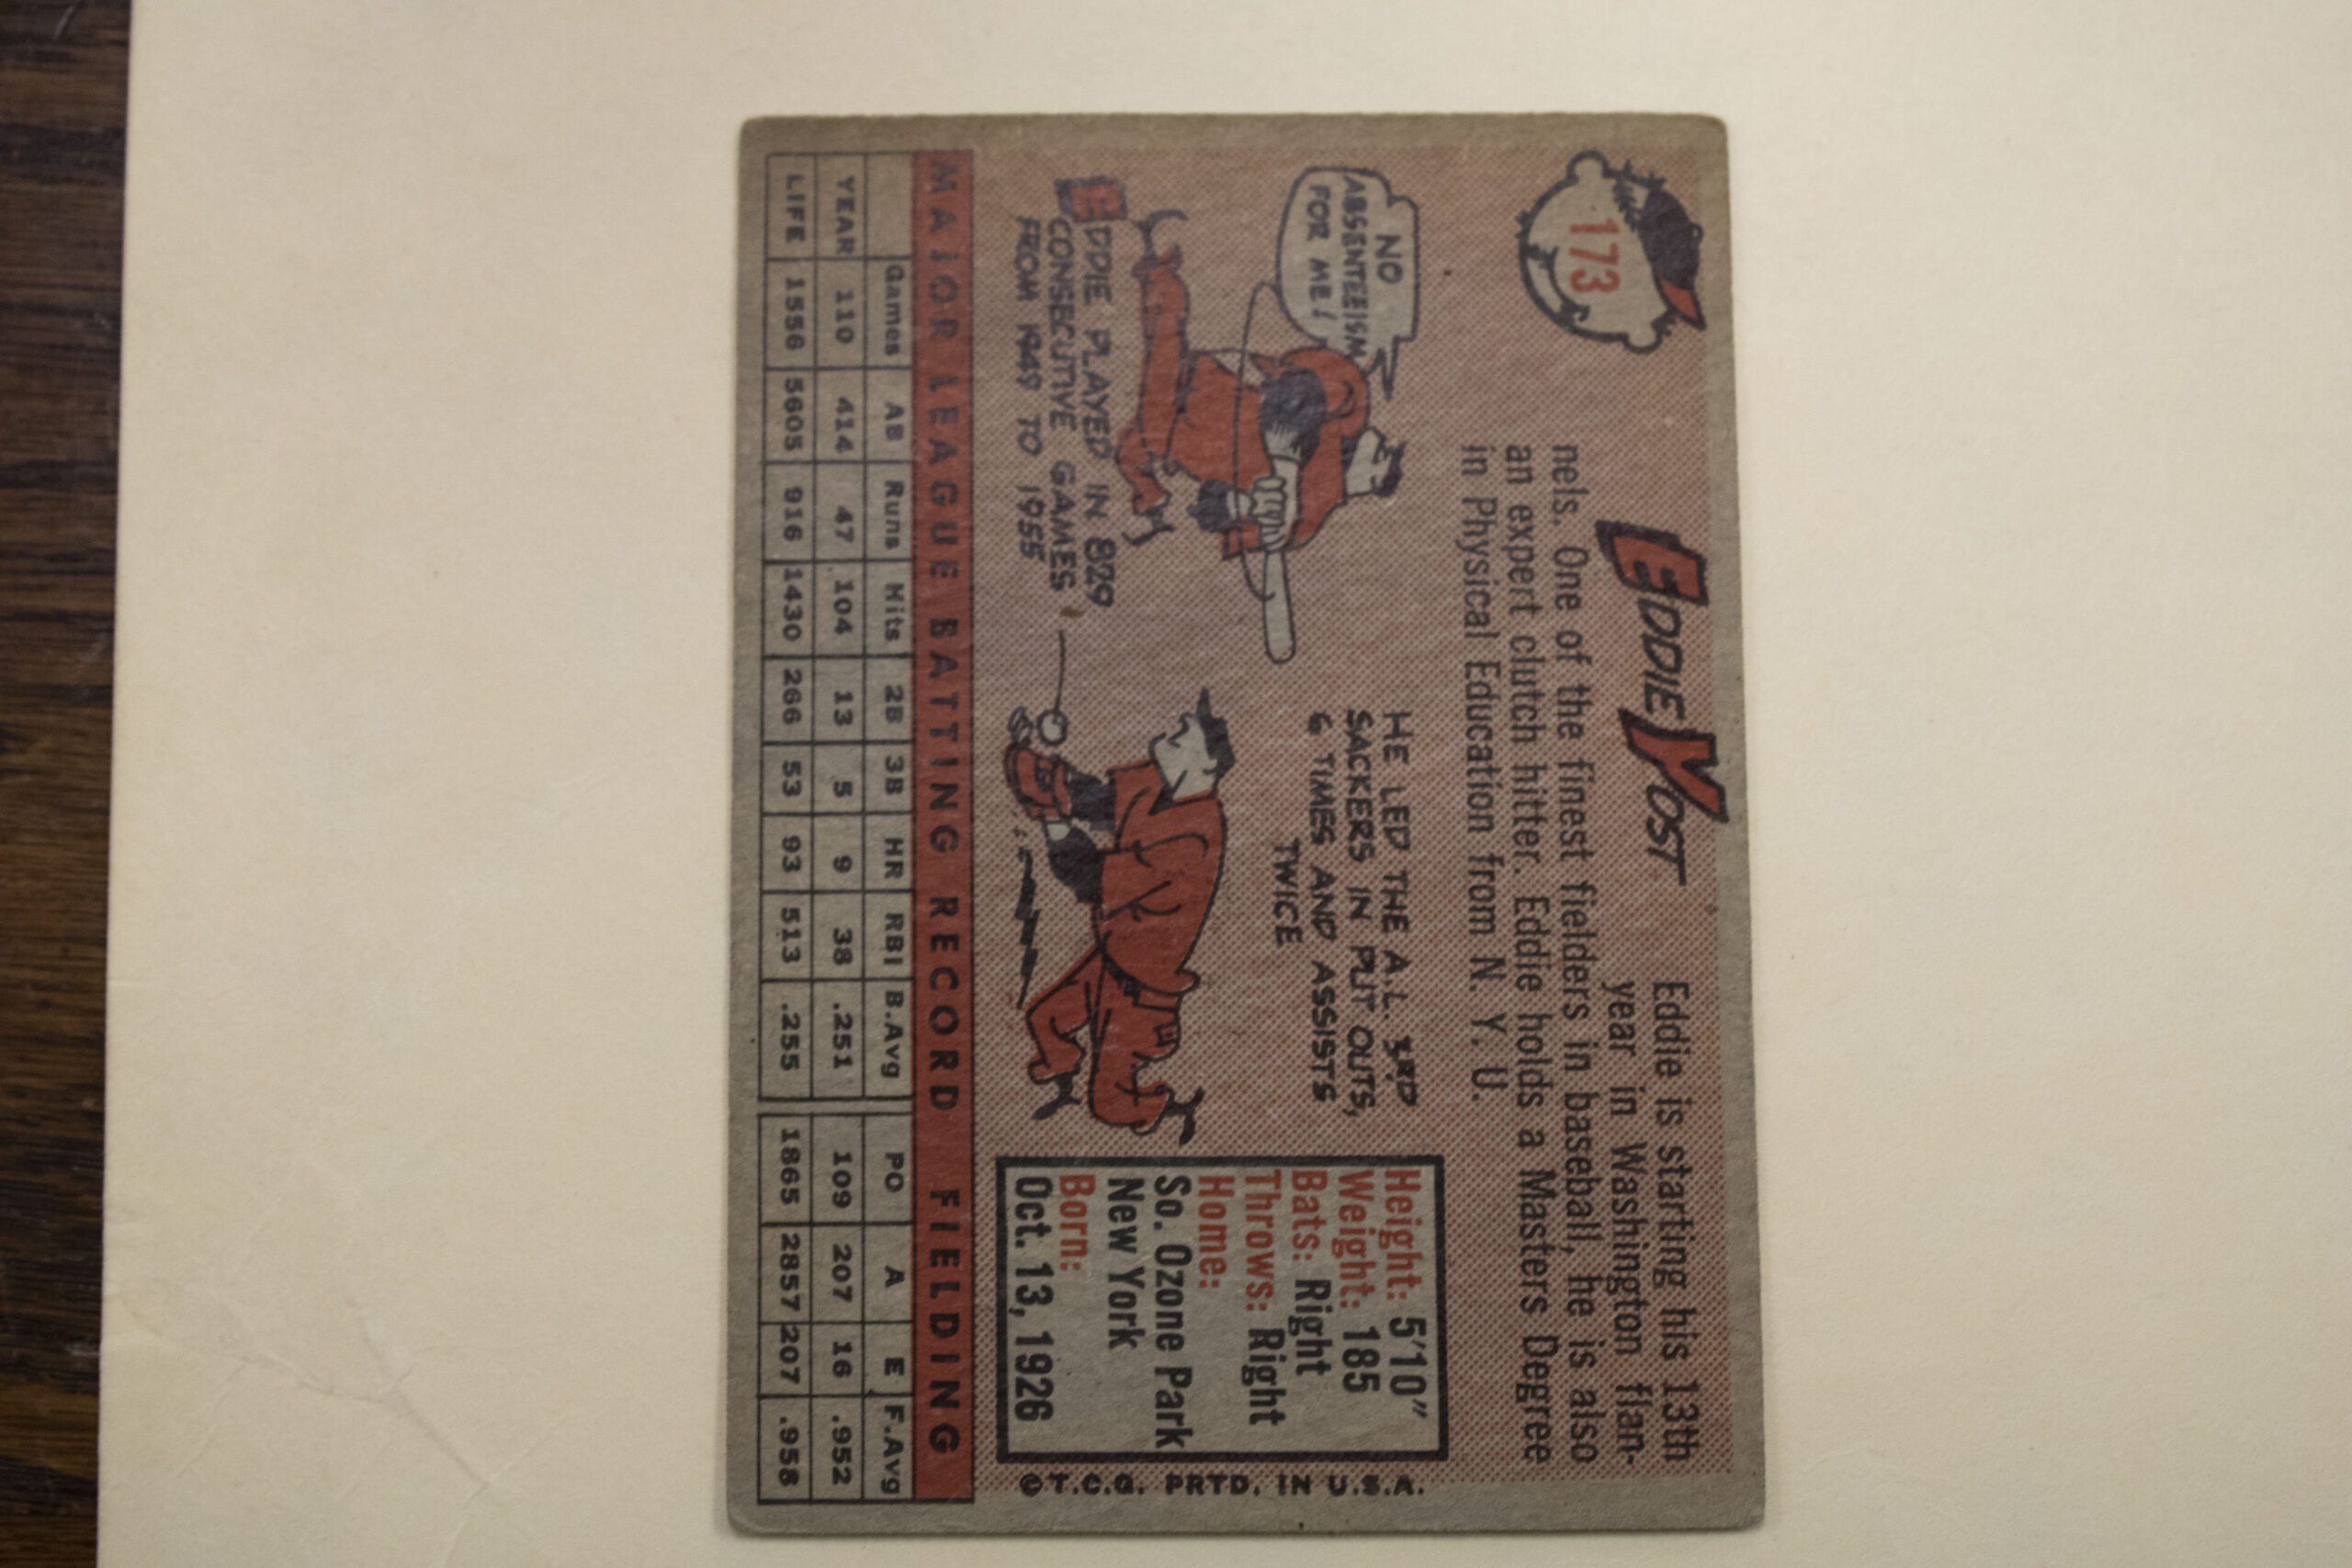 173
EDDIE YOST
Eddie is starting his 13th
year in Washington flan-
nels. One of the finest fielders in baseball, he is also
an expert clutch hitter. Eddie holds a Masters Degree
in Physical Education from N. Y. U.
NO
ABSENTEEISM
FOR ME!
EDDIE PLAYED IN 829
CONSECUTIVE GAMES
FROM 1949 TO 1955
HE LED THE A.L. 3RD
SACKERS IN PUT OUTS,
6 TIMES AND ASSISTS
TWICE
Height: 5'10"
Weight: 185
Bats: Right
Throws: Right
Home:
So. Ozone Park
New York
Born:
Oct. 13, 1926
©T.C.G. PRTD. IN U.S.A.
MAJOR LEAGUE BATTING RECORD FIELDING
Games AB Runs Hits 2B 3B HR RBI B.Avg PO A E F.Avg
YEAR 110 414 47 104 13 5 9 38 .251 109 207 16 .952
LIFE 1556 5605 916 1430 266 53 93 513 .255 1865 2857 207 .958